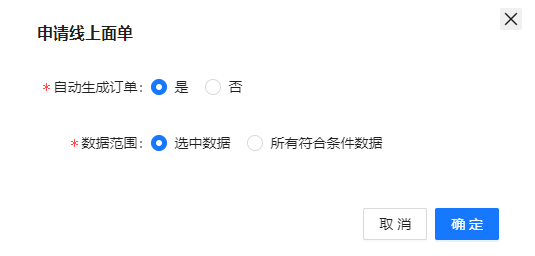 申请线上面单
* 自动生成订单: 是 否
* 数据范围: 选中数据 所有符合条件数据
取 消 确 定